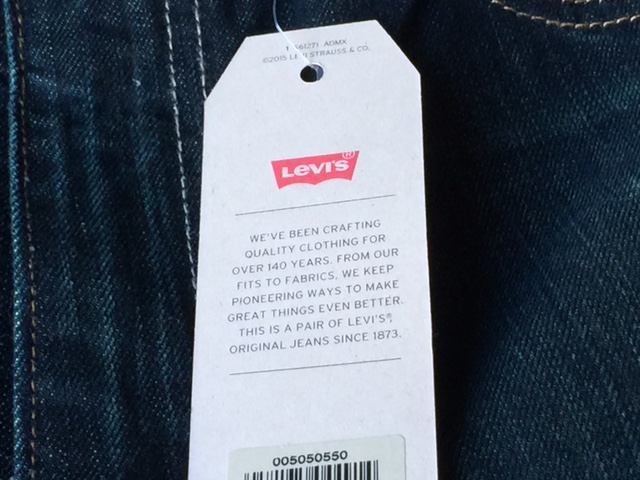 ADMX
©2015 LEVI STRAUSS & CO.
LEVI'S®
WE'VE BEEN CRAFTING
QUALITY CLOTHING FOR
OVER 140 YEARS. FROM OUR
FITS TO FABRICS, WE KEEP
PIONEERING WAYS TO MAKE
GREAT THINGS EVEN BETTER.
THIS IS A PAIR OF LEVI'S®
ORIGINAL JEANS SINCE 1873.
005050550